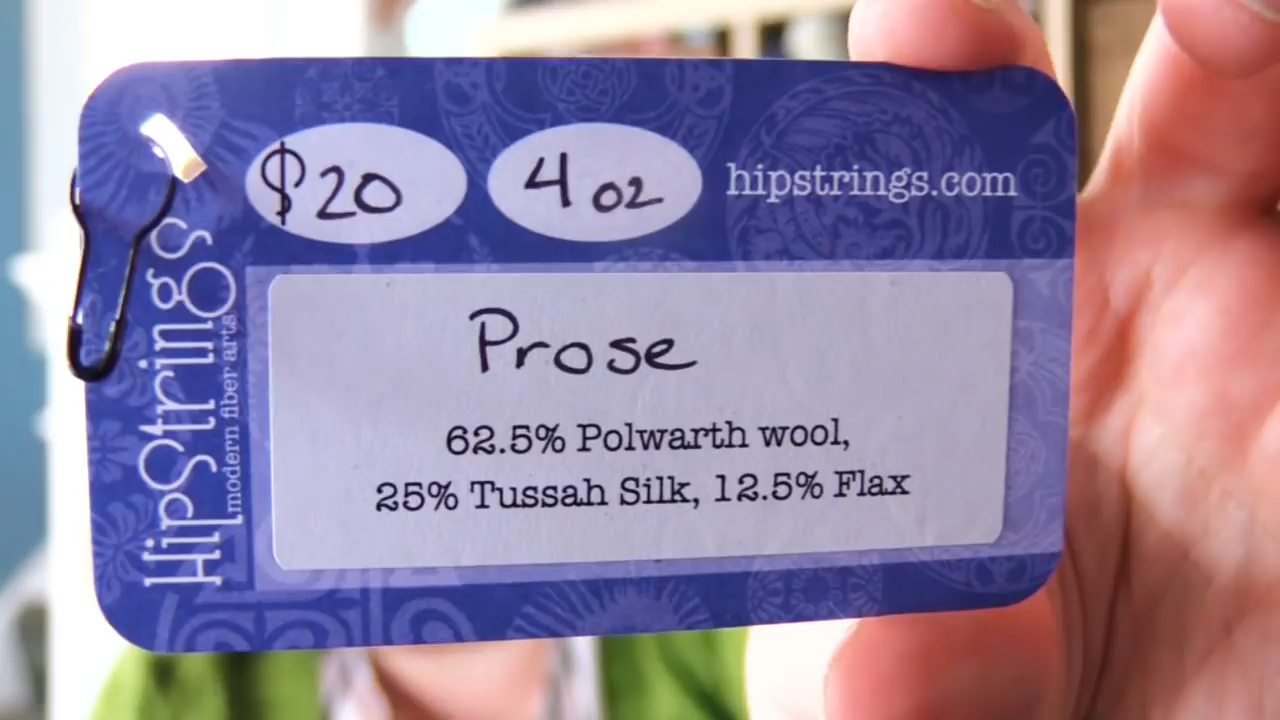 $20
4 oz
hipstrings.com
HipStrings
modern fiber arts
Prose
62.5% Polwarth wool,
25% Tussah Silk, 12.5% Flax